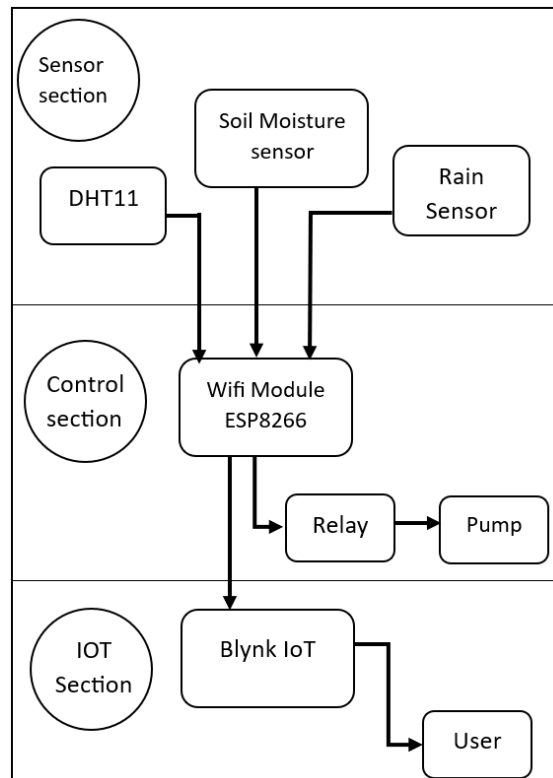 Sensor
section
Soil Moisture
sensor
DHT11
Rain
Sensor
Control
section
Wifi Module
ESP8266
Relay
Pump
IOT
Section
Blynk IoT
User